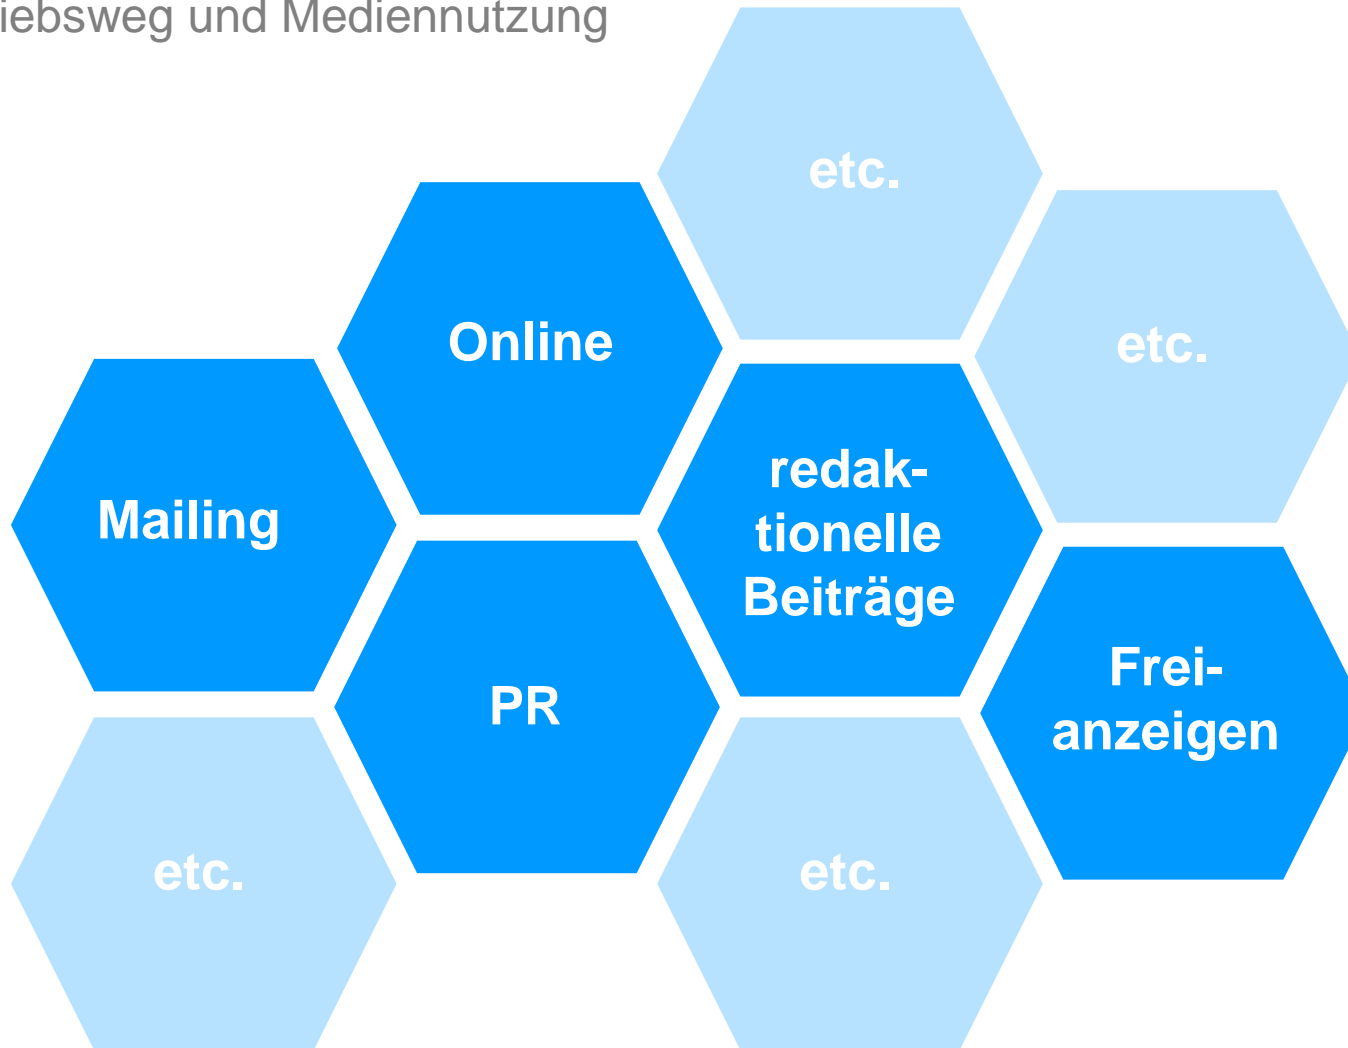 iebsweg und Mediennutzung
etc.
Online
etc.
redak-
tionelle
Beiträge
Mailing
Frei-
anzeigen
PR
etc.
etc.